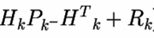 H_k P_k⁻ H^T_k + R_k